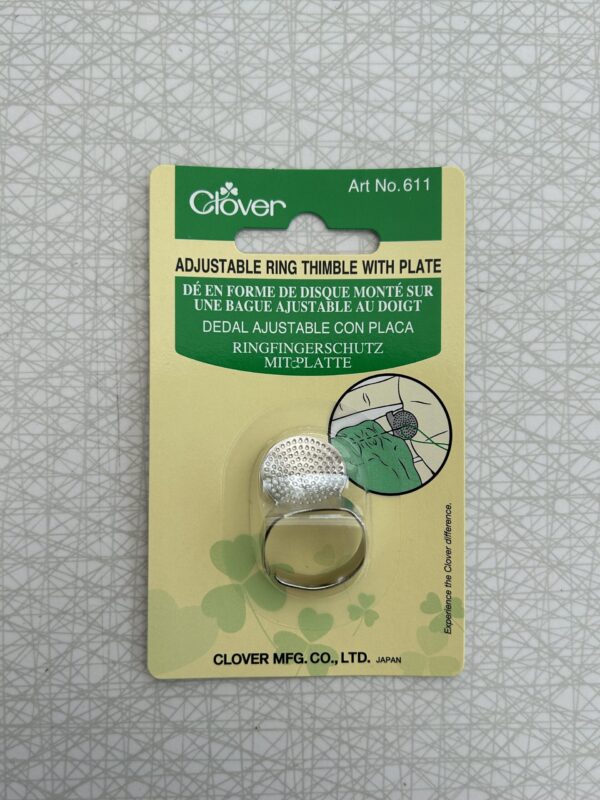 Clover
Art No. 611
ADJUSTABLE RING THIMBLE WITH PLATE
DÉ EN FORME DE DISQUE MONTÉ SUR
UNE BAGUE AJUSTABLE AU DOIGT
DEDAL AJUSTABLE CON PLACA
RINGFINGERSCHUTZ
MIT PLATTE
Experience the Clover difference.
CLOVER MFG. CO., LTD. JAPAN